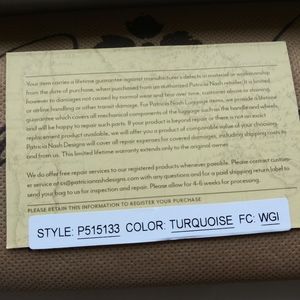 Your item carries a lifetime guarantee against manufacturer's defects in material or workmanship
from the date of purchase, when purchased from an authorized Patricia Nash retailer. It is limited
however to damages not caused by normal wear and tear over time, customer abuse to staining,
or airline handling or other transit damage. For Patricia Nash Luggage items, we provide a lifetime
guarantee which covers all mechanical components of the luggage such as the handle and wheels,
and will be happy to repair such parts. If your product is beyond repair or there is not an exact
replacement product available, we will offer you a product of comparable value of your choosing.
Patricia Nash Designs will cover all repair expenses for covered damages, including shipping costs to
and from us. This limited lifetime warranty extends only to the original owner.
We do offer free repair services to our registered products whenever possible. Please contact custom-
er service at cs@patricianashdesigns.com with any questions and for a paid shipping return label to
send your bag to us for inspection and repair. Please allow for 4-6 weeks for processing.
PLEASE RETAIN THIS INFORMATION TO REGISTER YOUR PURCHASE
STYLE: P515133 COLOR: TURQUOISE FC: WGI